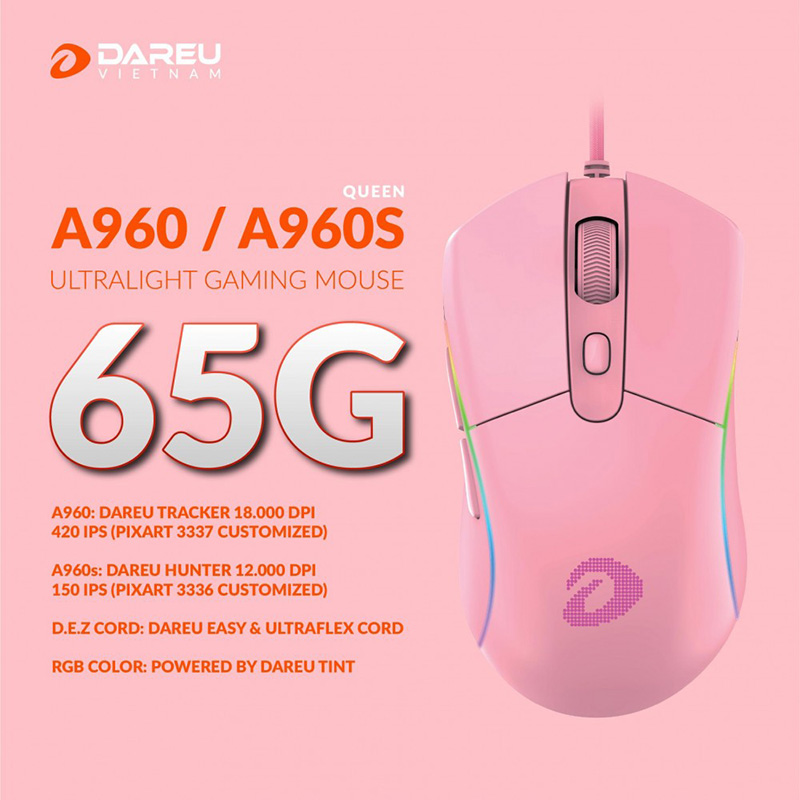 DAREU
VIETNAM
QUEEN
A960 / A960S
ULTRALIGHT GAMING MOUSE
65G
A960: DAREU TRACKER 18.000 DPI
420 IPS (PIXART 3337 CUSTOMIZED)
A960s: DAREU HUNTER 12.000 DPI
150 IPS (PIXART 3336 CUSTOMIZED)
D.E.Z CORD: DAREU EASY & ULTRAFLEX CORD
RGB COLOR: POWERED BY DAREU TINT